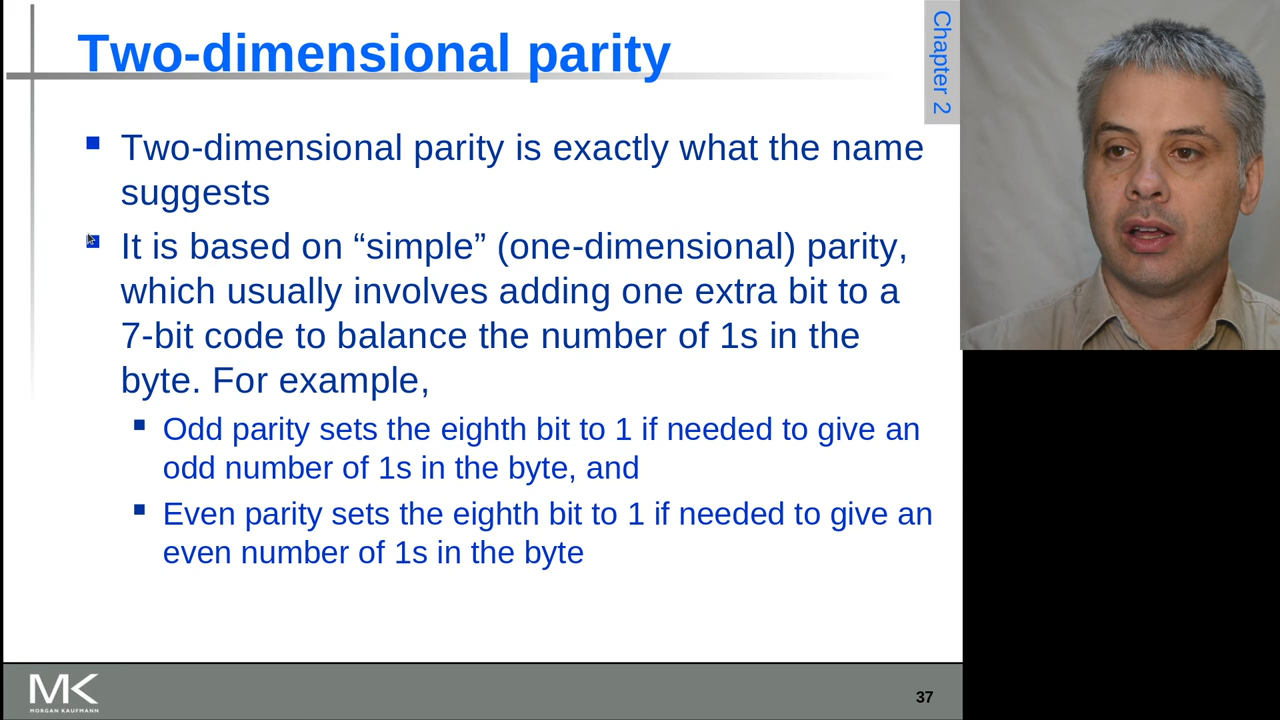 Two-dimensional parity
Chapter 2
Two-dimensional parity is exactly what the name
suggests
It is based on “simple” (one-dimensional) parity,
which usually involves adding one extra bit to a
7-bit code to balance the number of 1s in the
byte. For example,
Odd parity sets the eighth bit to 1 if needed to give an
odd number of 1s in the byte, and
Even parity sets the eighth bit to 1 if needed to give an
even number of 1s in the byte
MK
MORGAN KAUFMANN
37